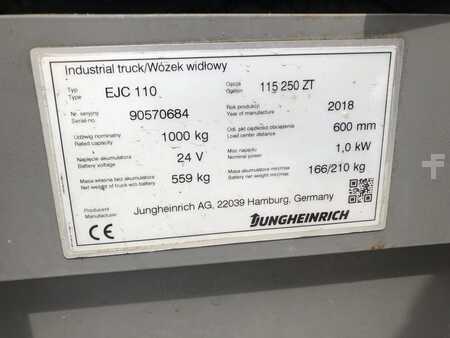 Industrial truck/Wózek widłowy
Typ
Type
EJC 110
Opcja
Option
115 250 ZT
Nr seryjny
Serial no.
90570684
Rok produkcji
Year of manufacture
2018
Udźwig nominalny
Rated capacity
1000 kg
Odl. pkt ciężkości obciążenia
Load center distance
600 mm
Napięcie akumulatora
Battery voltage
24 V
Moc napędu
Nominal power
1,0 kW
Masa własna bez akumulatora
Net weight of truck w/o battery
559 kg
Masa akumulatora min/max
Battery net weight min/max
166/210 kg
Producent
Manufacturer
Jungheinrich AG, 22039 Hamburg, Germany
CE
JUNGHEINRICH